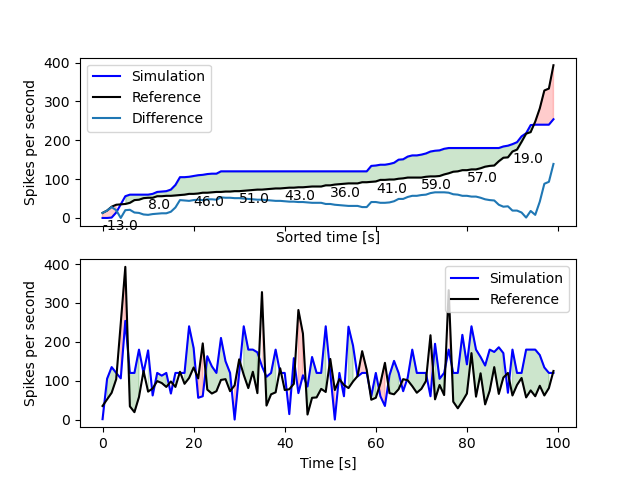 400
300
200
100
0
Spikes per second
Simulation
Reference
Difference
-13.0
8.0
46.0
51.0
43.0
36.0
41.0
59.0
57.0
19.0
Sorted time [s]
400
300
200
100
0
Spikes per second
Simulation
Reference
0 20 40 60 80 100
Time [s]